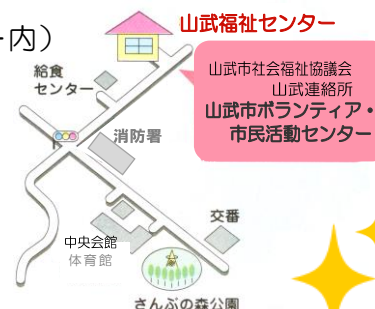 ー内）
山武福祉センター
山武市社会福祉協議会
山武連絡所
山武市ボランティア・
市民活動センター
給食
センター
消防署
交番
中央会館
体育館
さんぶの森公園